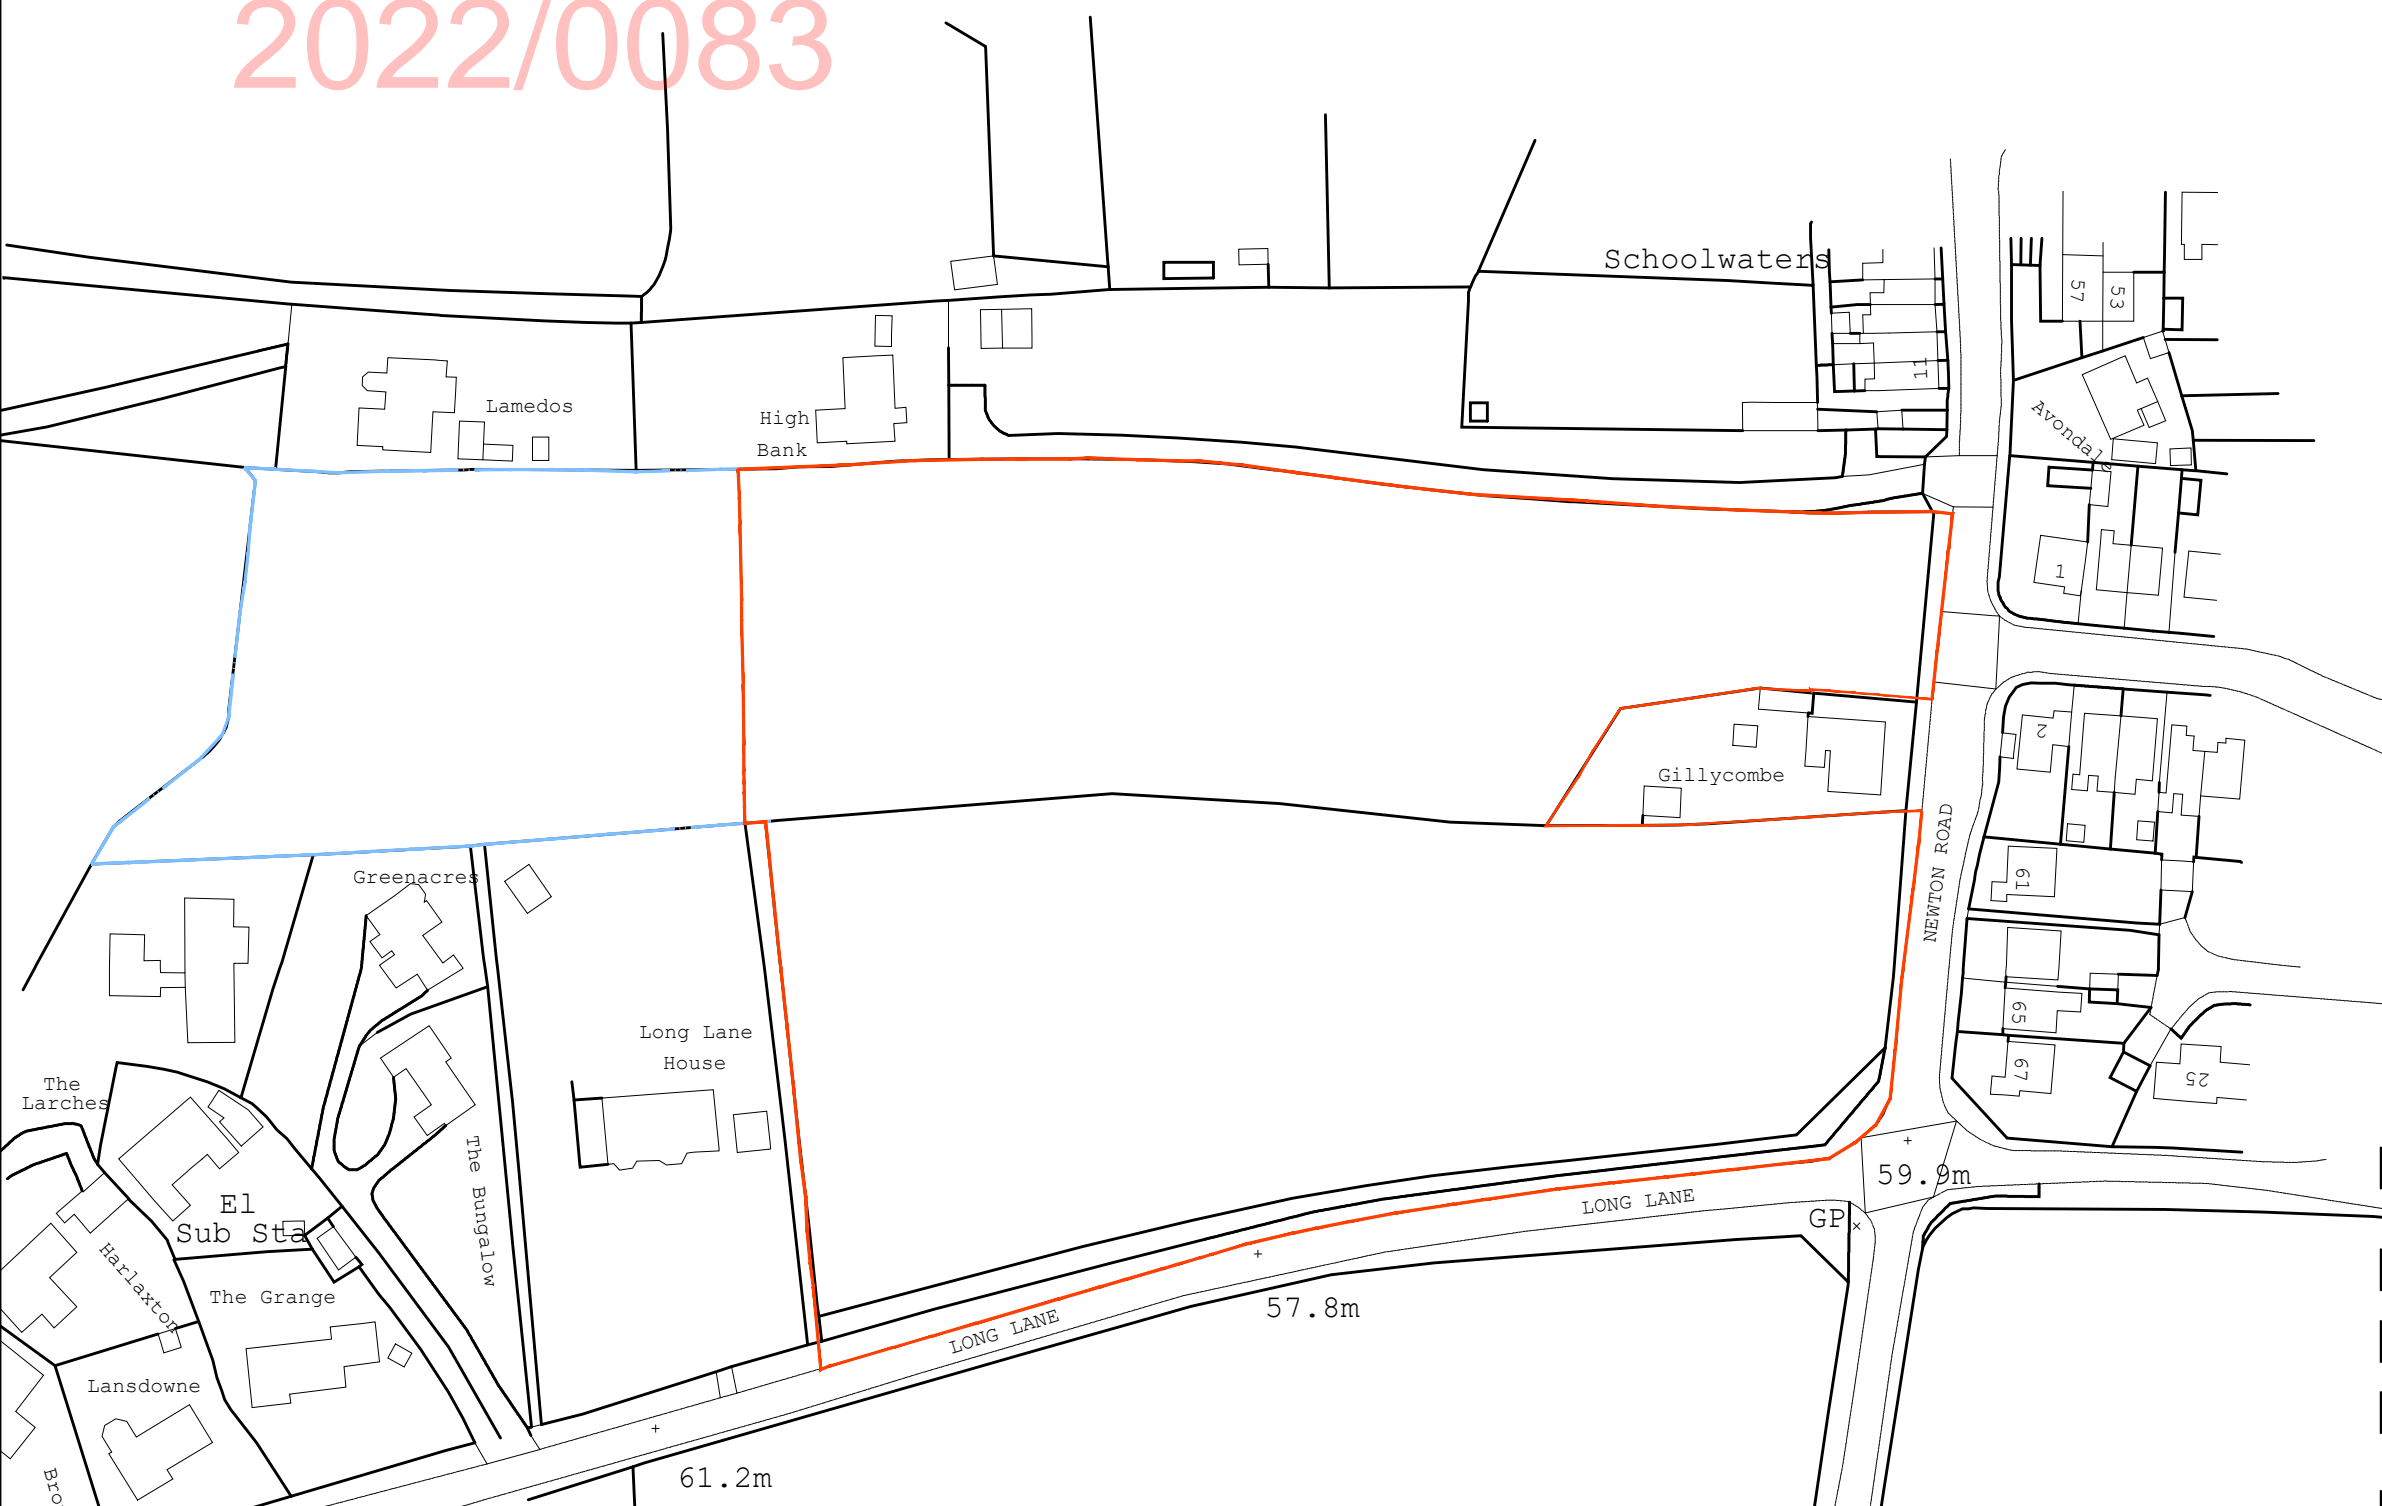 2022/0083
Schoolwaters
57
53
11
Lamedos
High
Bank
Avondale
1
2
Gillycombe
NEWTON ROAD
61
Greenacres
Long Lane
House
65
67
25
The
Larches
The Bungalow
59.9m
El
Sub Sta
LONG LANE
GP
Harlaxton
The Grange
57.8m
LONG LANE
Lansdowne
61.2m